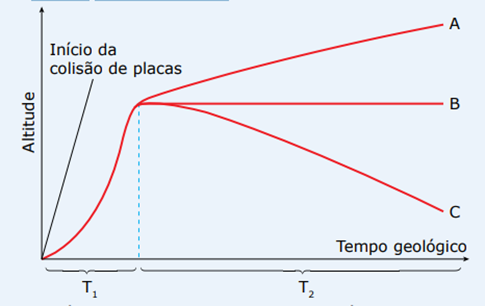 A
Início da
colisão de placas
Altitude
B
C
Tempo geológico
T1
T2